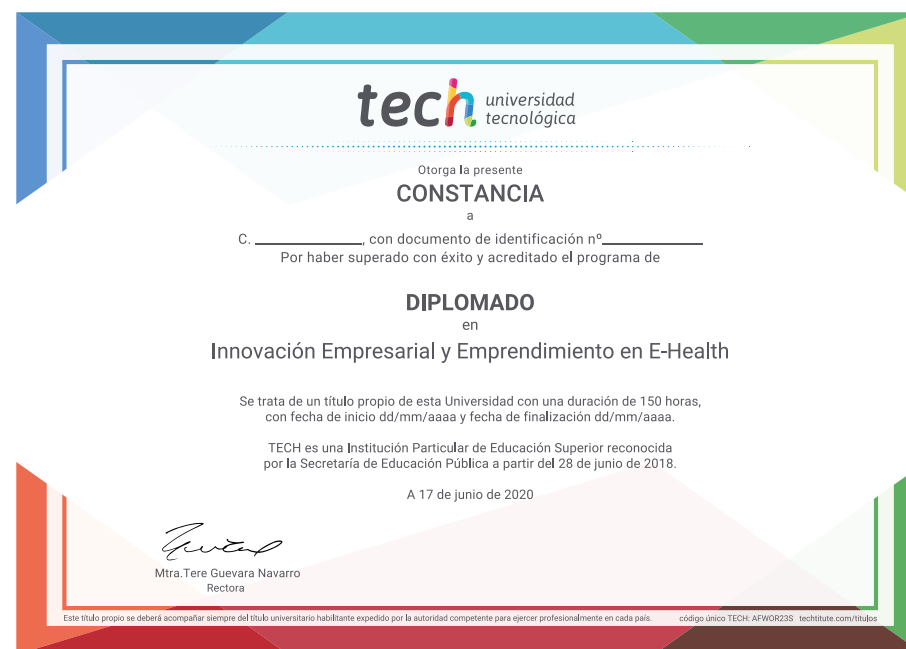 tech universidad
tecnológica
Otorga la presente
CONSTANCIA
a
C. ____________, con documento de identificación nº____________
Por haber superado con éxito y acreditado el programa de
DIPLOMADO
en
Innovación Empresarial y Emprendimiento en E-Health
Se trata de un título propio de esta Universidad con una duración de 150 horas,
con fecha de inicio dd/mm/aaaa y fecha de finalización dd/mm/aaaa.
TECH es una Institución Particular de Educación Superior reconocida
por la Secretaría de Educación Pública a partir del 28 de junio de 2018.
A 17 de junio de 2020
Mtra.Tere Guevara Navarro
Rectora
Este título propio se deberá acompañar siempre del título universitario habilitante expedido por la autoridad competente para ejercer profesionalmente en cada país. código único TECH: AFWOR23S techtitute.com/titulos